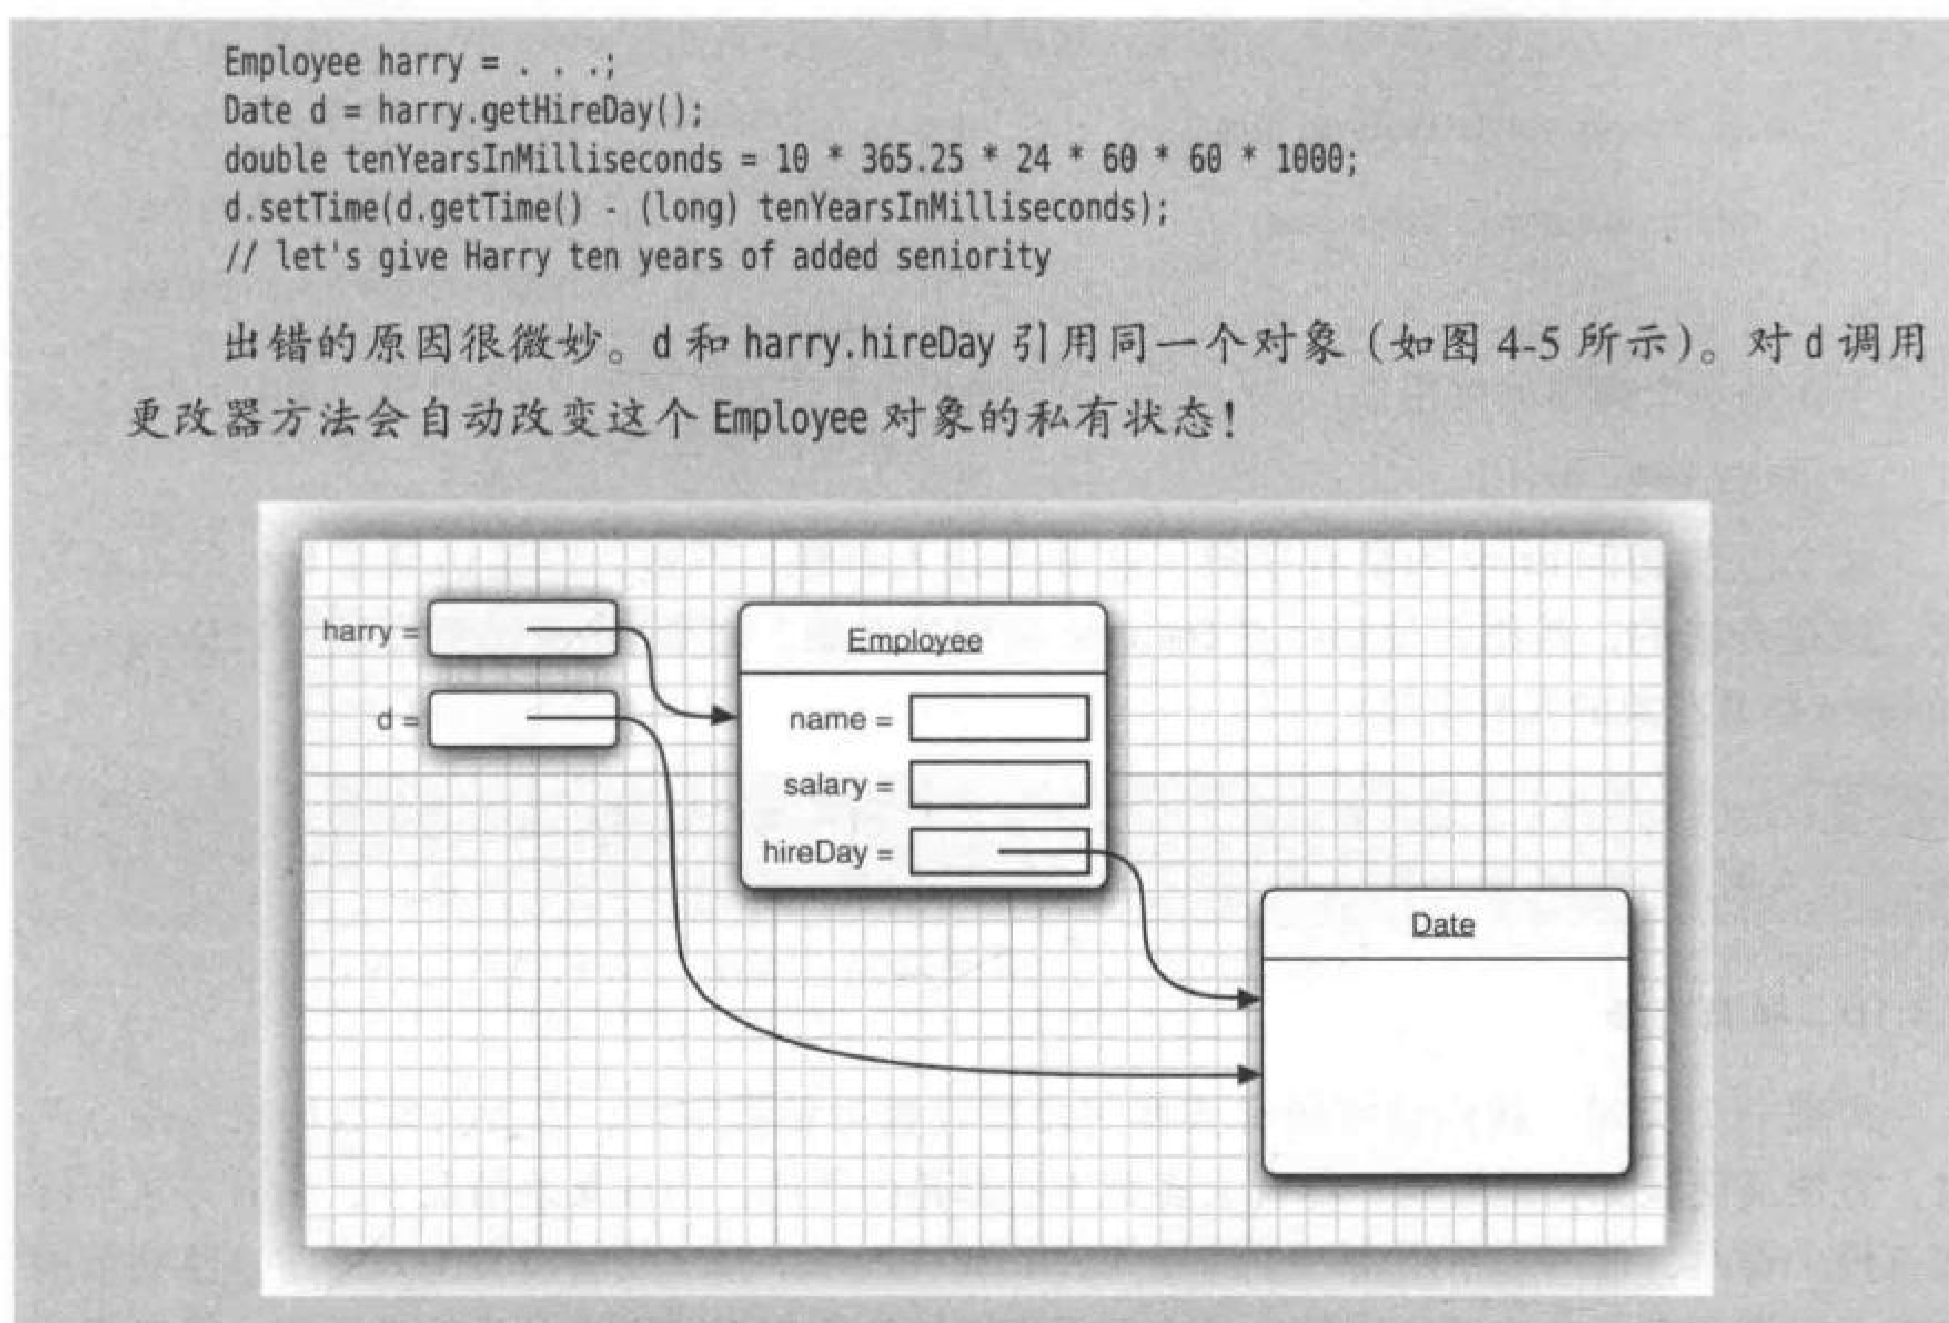 Employee harry = . . .;
Date d = harry.getHireDay();
double tenYearsInMilliseconds = 10 * 365.25 * 24 * 60 * 60 * 1000;
d.setTime(d.getTime() - (long) tenYearsInMilliseconds);
// let's give Harry ten years of added seniority
出错的原因很微妙。d 和 harry.hireDay 引用同一个对象（如图 4-5 所示）。对 d 调用
更改器方法会自动改变这个 Employee 对象的私有状态！
harry =
d =
Employee
name =
salary =
hireDay =
Date